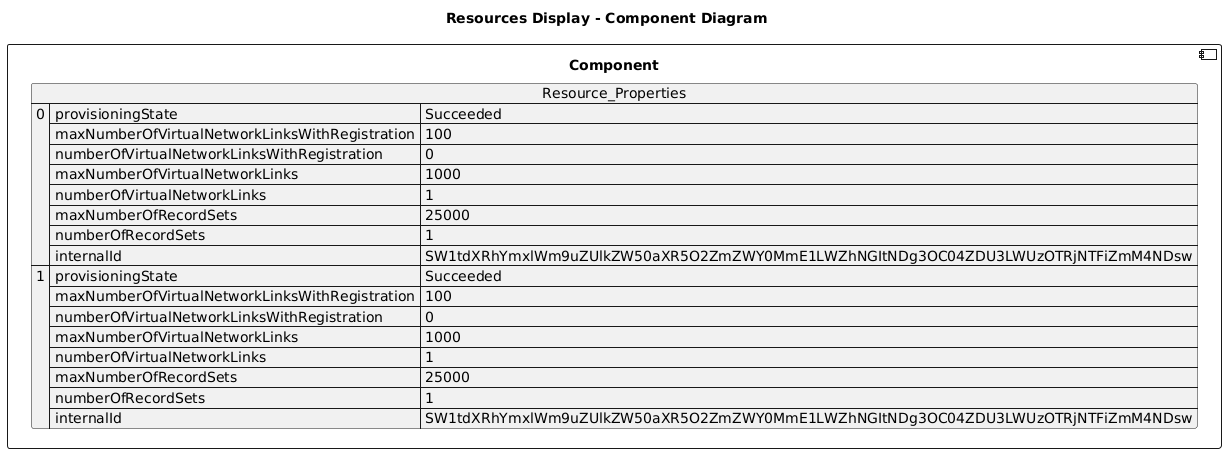 Resources Display - Component Diagram
Component
Resource_Properties
0 provisioningState Succeeded
maxNumberOfVirtualNetworkLinksWithRegistration 100
numberOfVirtualNetworkLinksWithRegistration 0
maxNumberOfVirtualNetworkLinks 1000
numberOfVirtualNetworkLinks 1
maxNumberOfRecordSets 25000
numberOfRecordSets 1
internalId SW1tdXRhYmxlWm9uZUlkZW50aXR5O2ZmZWY0MmE1LWZhNGItNDg3OC04ZDU3LWUzOTRjNTFiZmM4NDsw
1 provisioningState Succeeded
maxNumberOfVirtualNetworkLinksWithRegistration 100
numberOfVirtualNetworkLinksWithRegistration 0
maxNumberOfVirtualNetworkLinks 1000
numberOfVirtualNetworkLinks 1
maxNumberOfRecordSets 25000
numberOfRecordSets 1
internalId SW1tdXRhYmxlWm9uZUlkZW50aXR5O2ZmZWY0MmE1LWZhNGItNDg3OC04ZDU3LWUzOTRjNTFiZmM4NDsw